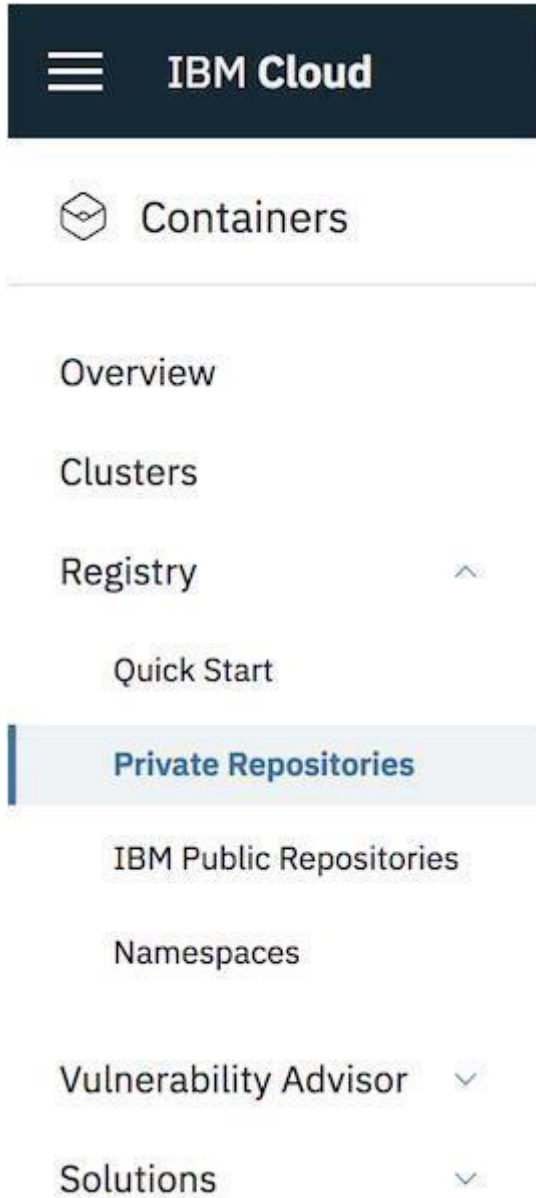 IBM Cloud
Containers
Overview
Clusters
Registry
Quick Start
Private Repositories
IBM Public Repositories
Namespaces
Vulnerability Advisor
Solutions